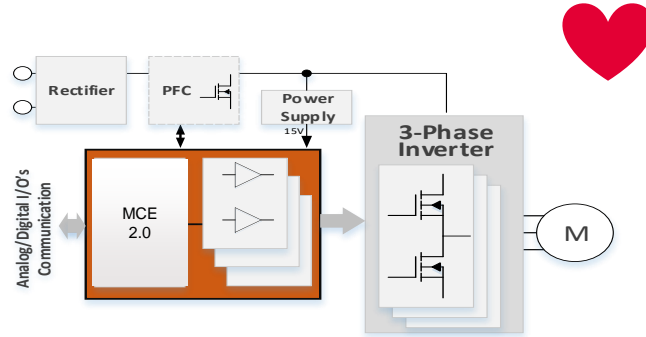 Rectifier
PFC
Power
Supply
15V
3-Phase
Inverter
MCE
2.0
Analog/Digital I/O's
Communication
M